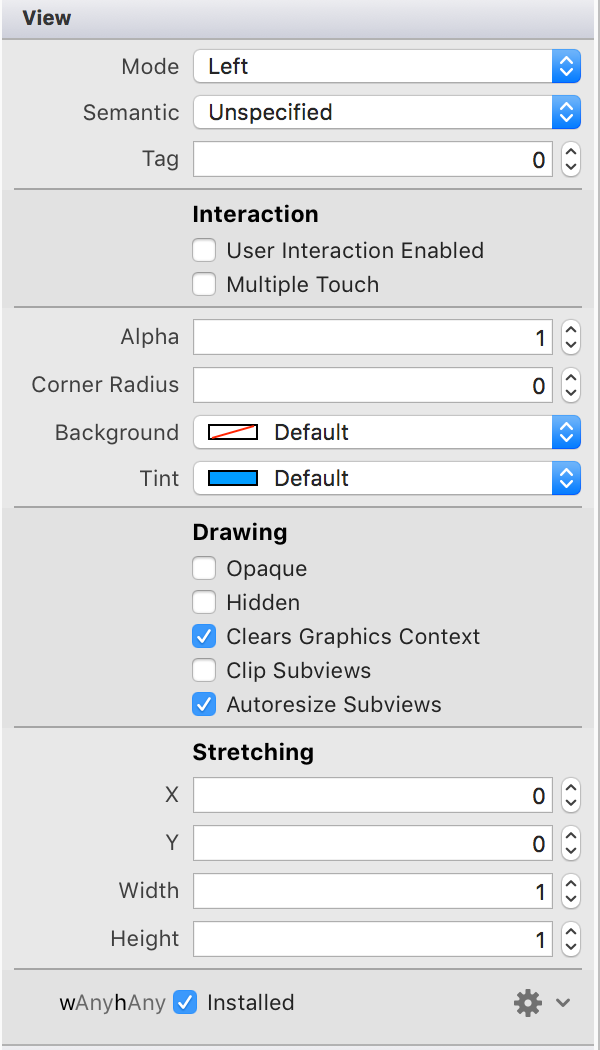 View
Mode Left
Semantic Unspecified
Tag 0
Interaction
User Interaction Enabled
Multiple Touch
Alpha 1
Corner Radius 0
Background Default
Tint Default
Drawing
Opaque
Hidden
Clears Graphics Context
Clip Subviews
Autoresize Subviews
Stretching
X 0
Y 0
Width 1
Height 1
wAnyhAny Installed